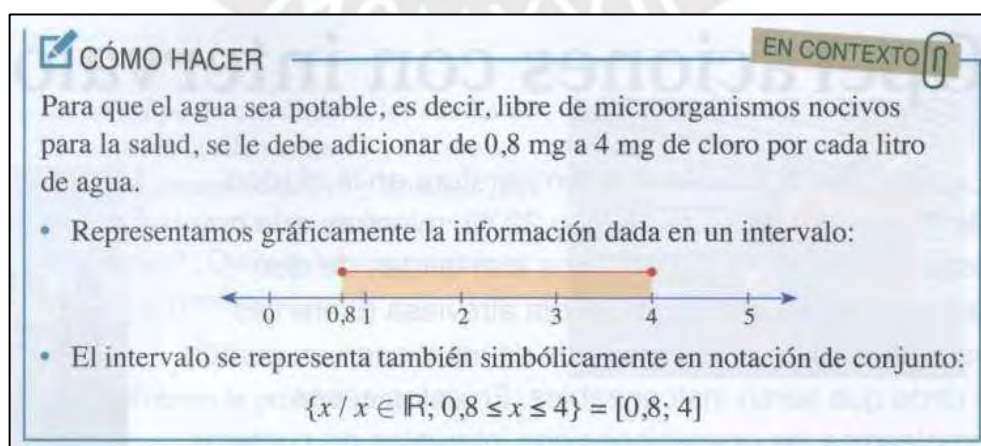 CÓMO HACER
EN CONTEXTO
Para que el agua sea potable, es decir, libre de microorganismos nocivos
para la salud, se le debe adicionar de 0,8 mg a 4 mg de cloro por cada litro
de agua.
• Representamos gráficamente la información dada en un intervalo:
0 0,8 2 3 4 5
• El intervalo se representa también simbólicamente en notación de conjunto:
{x / x ∈ ℝ; 0,8 ≤ x ≤ 4} = [0,8; 4]